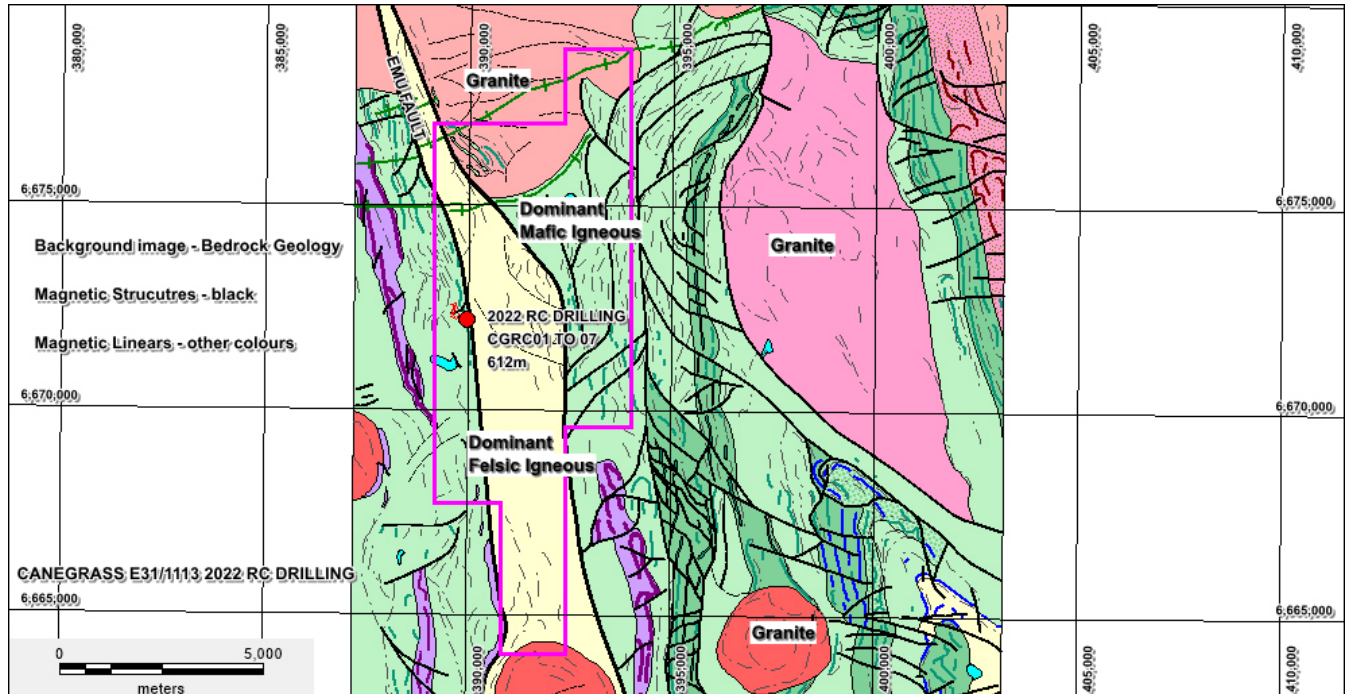 380,000
385,000
390,000
395,000
400,000
405,000
410,000
EMU FAULT
Granite
6,675,000
6,675,000
Dominant
Mafic Igneous
Background image - Bedrock Geology
Granite
Magnetic Strucutres - black
2022 RC DRILLING
CGRC01 TO 07
612m
Magnetic Linears - other colours
6,670,000
6,670,000
Dominant
Felsic Igneous
CANEGRASS E31/1113 2022 RC DRILLING
6,665,000
6,665,000
Granite
0 5,000
meters
390,000
395,000
400,000
405,000
410,000